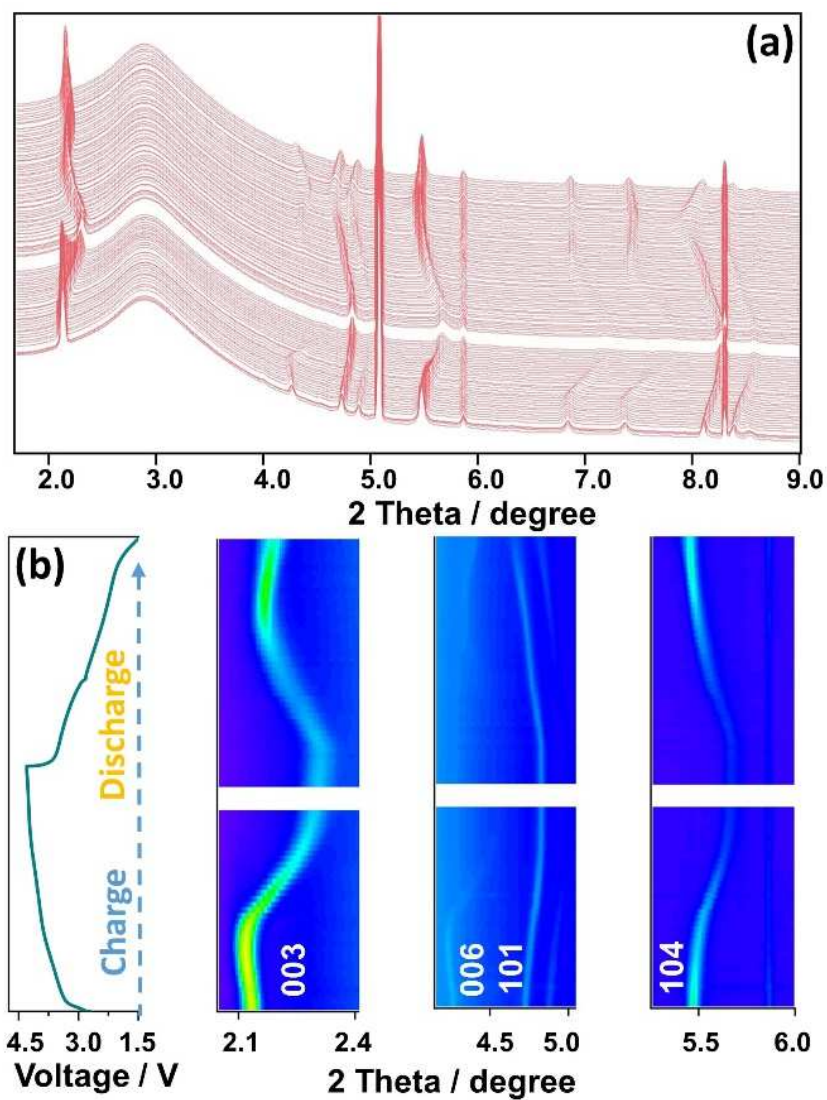 (a)
2.0 3.0 4.0 5.0 6.0 7.0 8.0 9.0
2 Theta / degree
(b)
Discharge
Charge
003
006
101
104
4.5 3.0 1.5
Voltage / V
2.1 2.4
4.5 5.0
5.5 6.0
2 Theta / degree